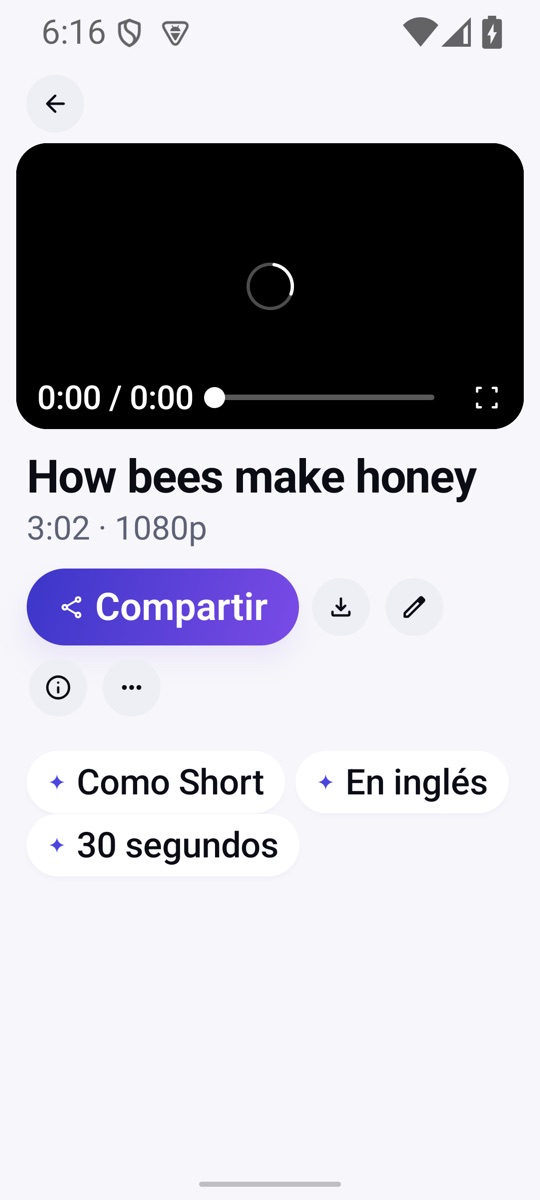 6:16
0:00 / 0:00
How bees make honey
3:02 · 1080p
Compartir
Como Short
En inglés
30 segundos